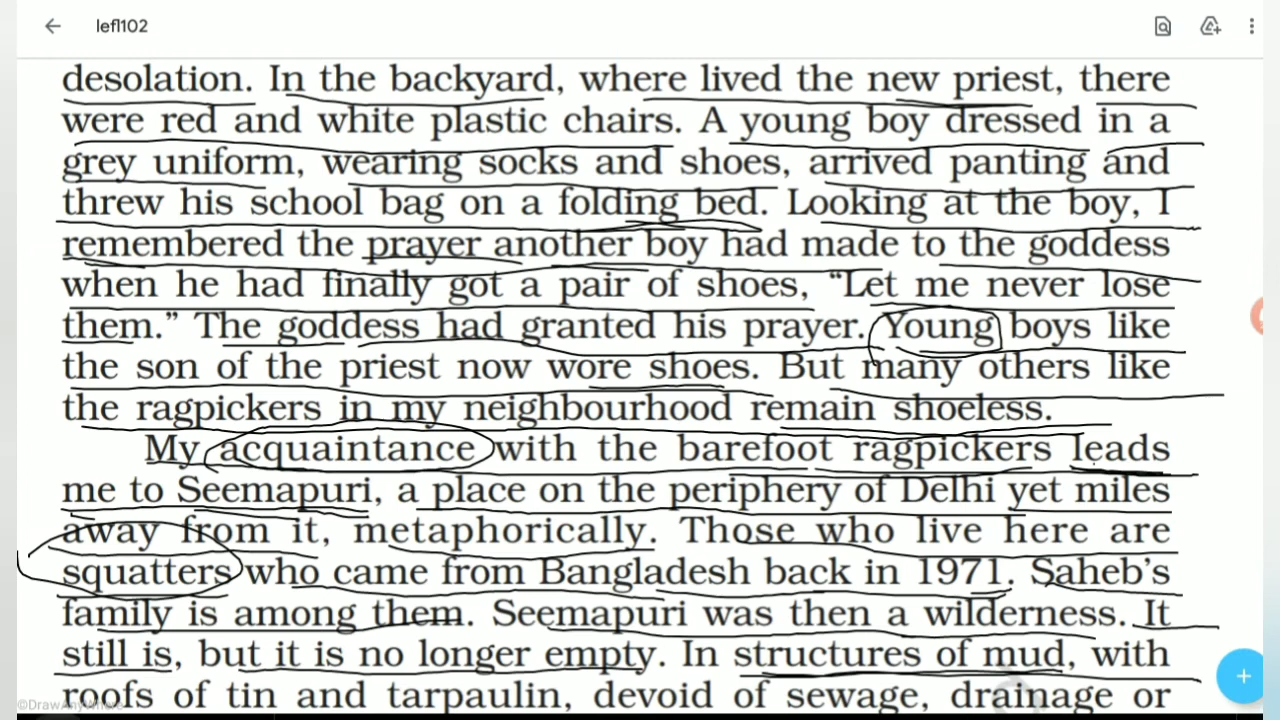 lefl102
desolation. In the backyard, where lived the new priest, there
were red and white plastic chairs. A young boy dressed in a
grey uniform, wearing socks and shoes, arrived panting and
threw his school bag on a folding bed. Looking at the boy, I
remembered the prayer another boy had made to the goddess
when he had finally got a pair of shoes, “Let me never lose
them.” The goddess had granted his prayer. Young boys like
the son of the priest now wore shoes. But many others like
the ragpickers in my neighbourhood remain shoeless.
My acquaintance with the barefoot ragpickers leads
me to Seemapuri, a place on the periphery of Delhi yet miles
away from it, metaphorically. Those who live here are
squatters who came from Bangladesh back in 1971. Saheb’s
family is among them. Seemapuri was then a wilderness. It
still is, but it is no longer empty. In structures of mud, with
roofs of tin and tarpaulin, devoid of sewage, drainage or
©DrawAnyWhere